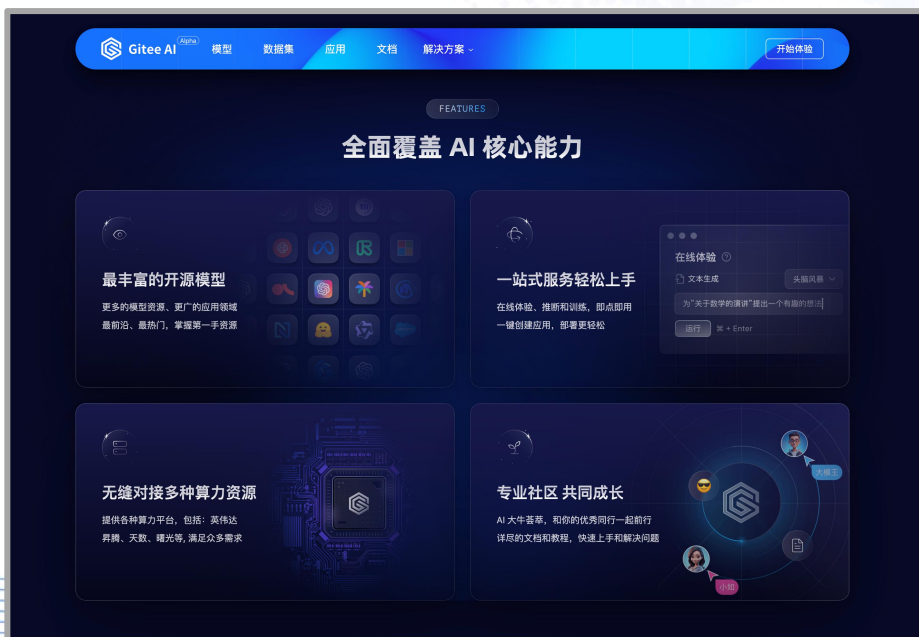 Gitee AI Alpha 模型 数据集 应用 文档 解决方案 开始体验
FEATURES
全面覆盖 AI 核心能力
最丰富的开源模型
更多的模型资源、更广的应用领域
最前沿、最热门，掌握第一手资源
一站式服务轻松上手
在线体验、推断和训练，即点即用
一键创建应用，部署更轻松
在线体验
文本生成 头脑风暴
为“关于数学的演讲”提出一个有趣的想法
运行 ⌘ + Enter
无缝对接多种算力资源
提供各种算力平台，包括：英伟达
昇腾、天数、曙光等, 满足众多需求
专业社区 共同成长
AI 大牛荟萃，和你的优秀同行一起前行
详尽的文档和教程，快速上手和解决问题
小如